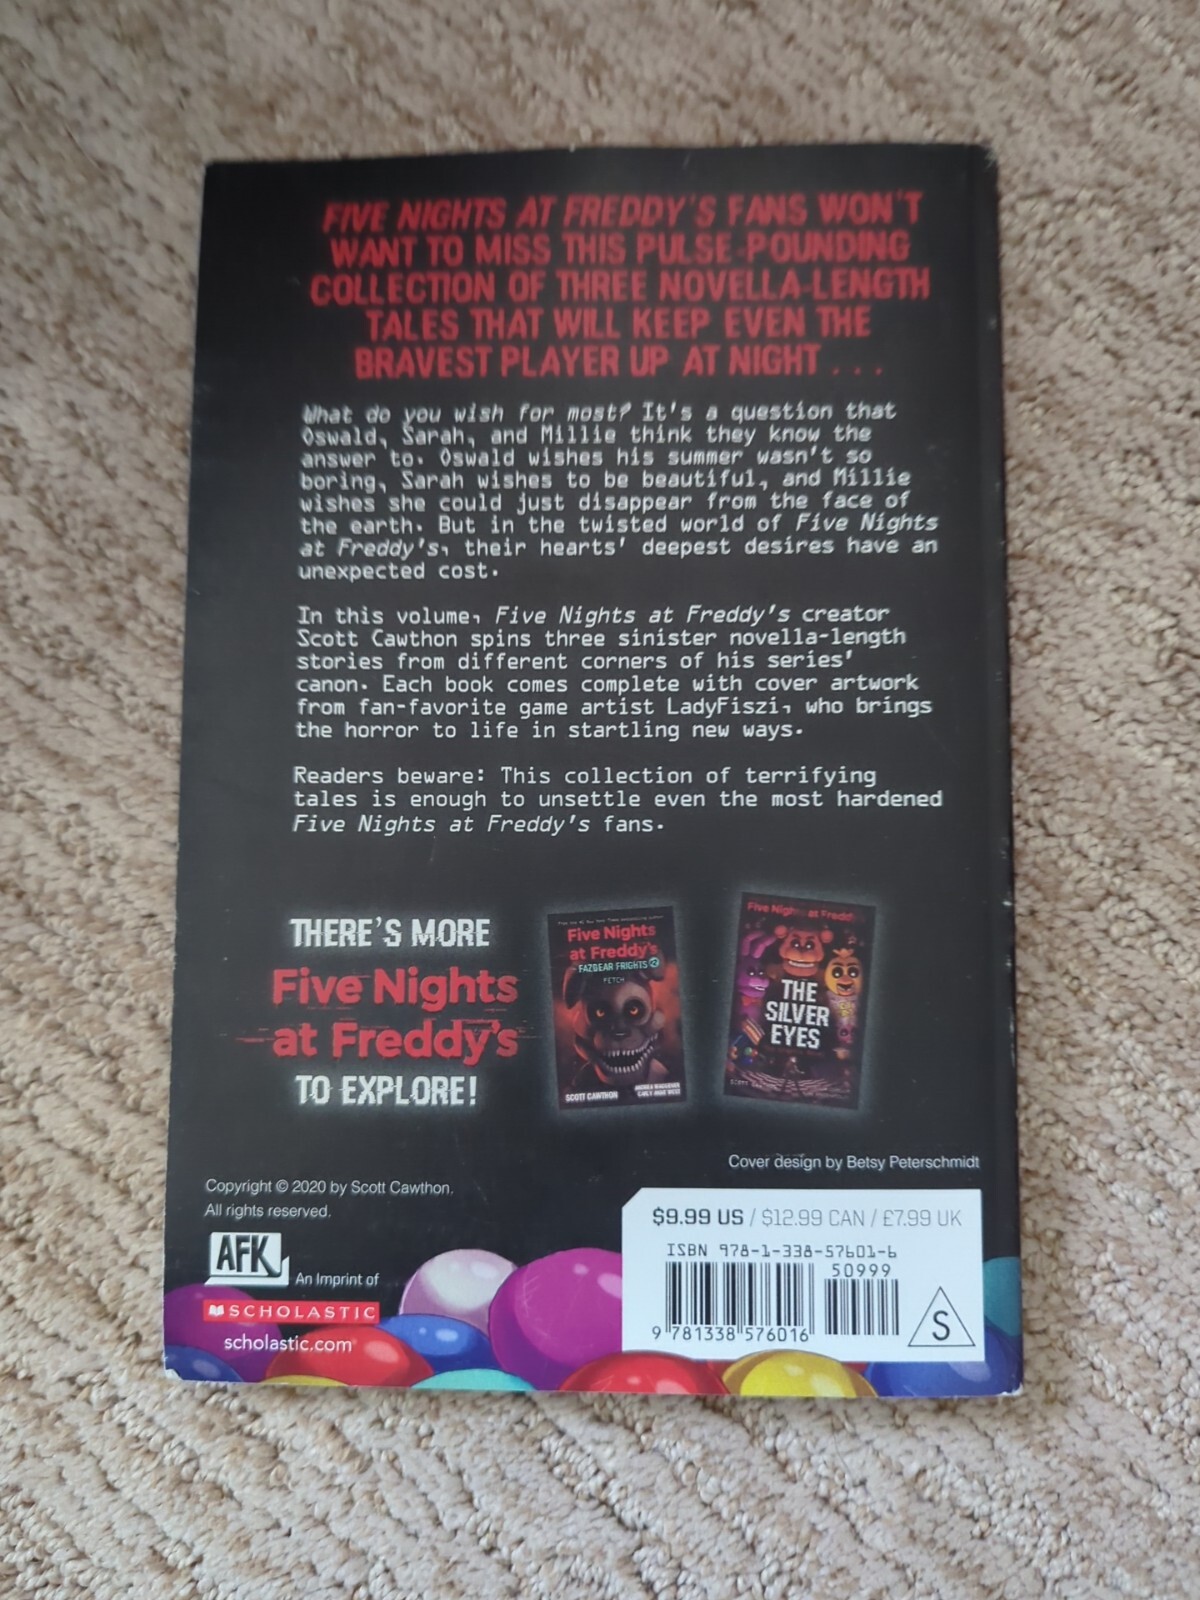 FIVE NIGHTS AT FREDDY'S FANS WON'T
WANT TO MISS THIS PULSE-POUNDING
COLLECTION OF THREE NOVELLA-LENGTH
TALES THAT WILL KEEP EVEN THE
BRAVEST PLAYER UP AT NIGHT . . .
What do you wish for most? It's a question that
Oswald, Sarah, and Millie think they know the
answer to. Oswald wishes his summer wasn't so
boring, Sarah wishes to be beautiful, and Millie
wishes she could just disappear from the face of
the earth. But in the twisted world of Five Nights
at Freddy's, their hearts' deepest desires have an
unexpected cost.
In this volume, Five Nights at Freddy's creator
Scott Cawthon spins three sinister novella-length
stories from different corners of his series'
canon. Each book comes complete with cover artwork
from fan-favorite game artist LadyFiszi, who brings
the horror to life in startling new ways.
Readers beware: This collection of terrifying
tales is enough to unsettle even the most hardened
Five Nights at Freddy's fans.
THERE'S MORE
Five Nights
at Freddy's
TO EXPLORE!
Five Nights
at Freddy's
FAZBEAR FRIGHTS #2
FETCH
SCOTT CAWTHON
Five Nights at Freddy
THE
SILVER
EYES
Cover design by Betsy Peterschmidt
Copyright © 2020 by Scott Cawthon.
All rights reserved.
AFK
An Imprint of
SCHOLASTIC
scholastic.com
$9.99 US / $12.99 CAN / £7.99 UK
ISBN 978-1-338-57601-6
50999
9 781338 576016
S